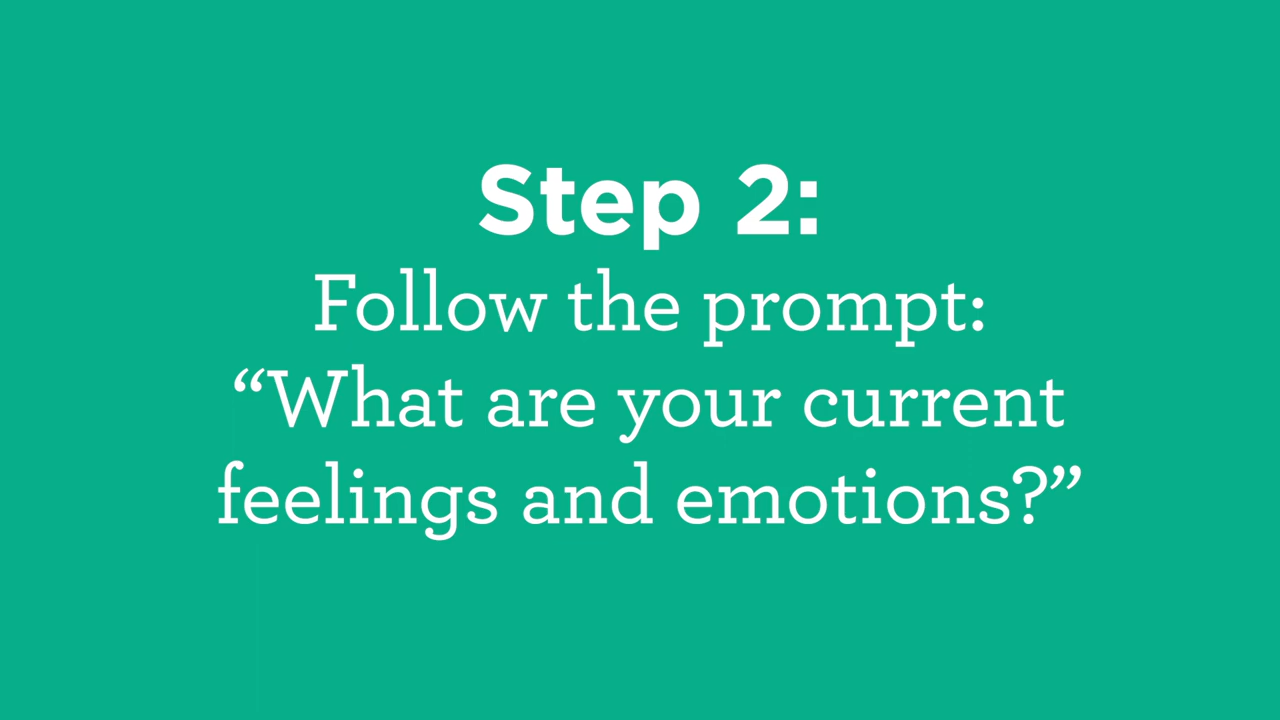 Step 2:
Follow the prompt:
“What are your current
feelings and emotions?”